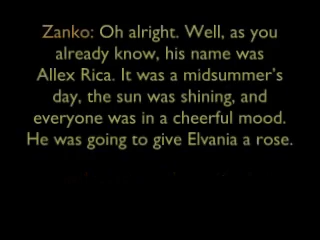 Zanko: Oh alright. Well, as you
already know, his name was
Allex Rica. It was a midsummer's
day, the sun was shining, and
everyone was in a cheerful mood.
He was going to give Elvania a rose.